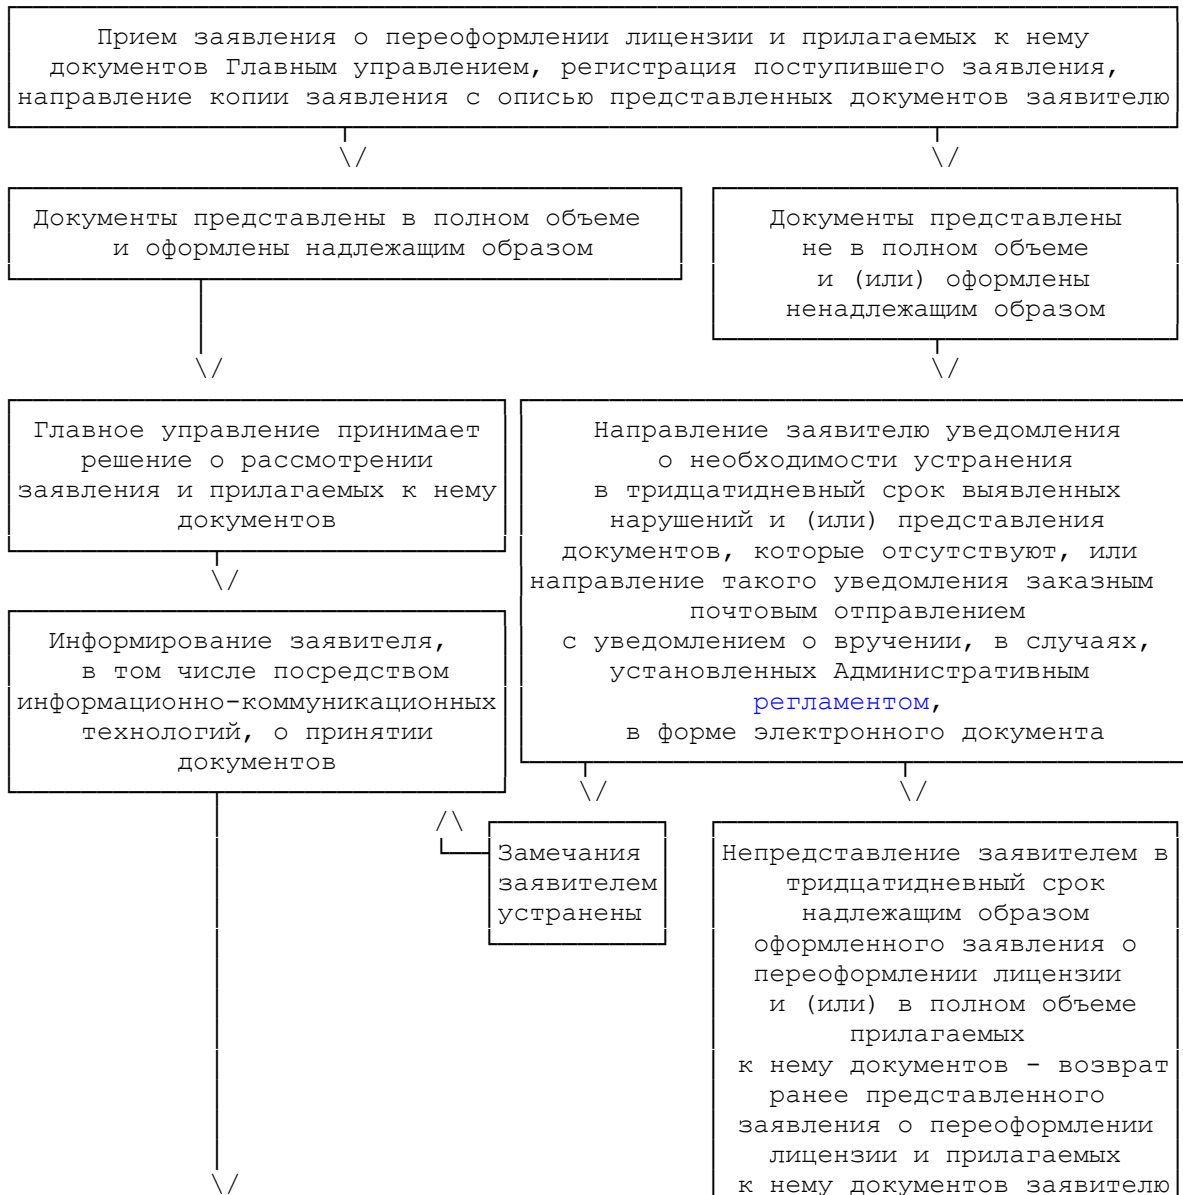 Прием заявления о переоформлении лицензии и прилагаемых к нему
документов Главным управлением, регистрация поступившего заявления,
направление копии заявления с описью представленных документов заявителю
Документы представлены в полном объеме
и оформлены надлежащим образом
Документы представлены
не в полном объеме
и (или) оформлены
ненадлежащим образом
Главное управление принимает
решение о рассмотрении
заявления и прилагаемых к нему
документов
Направление заявителю уведомления
о необходимости устранения
в тридцатидневный срок выявленных
нарушений и (или) представления
документов, которые отсутствуют, или
направление такого уведомления заказным
почтовым отправлением
с уведомлением о вручении, в случаях,
установленных Административным
регламентом,
в форме электронного документа
Информирование заявителя,
в том числе посредством
информационно-коммуникационных
технологий, о принятии
документов
Замечания
заявителем
устранены
Непредставление заявителем в
тридцатидневный срок
надлежащим образом
оформленного заявления о
переоформлении лицензии
и (или) в полном объеме
прилагаемых
к нему документов - возврат
ранее представленного
заявления о переоформлении
лицензии и прилагаемых
к нему документов заявителю